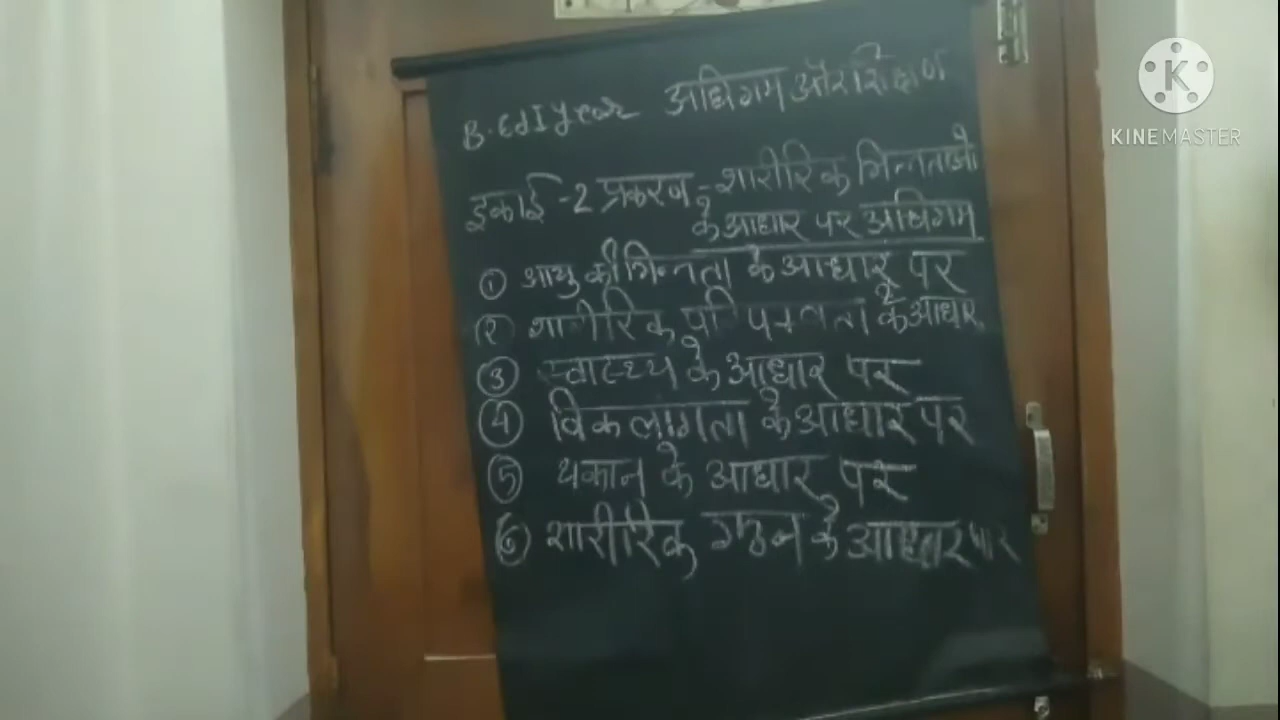 B.Ed I year अधिगम और शिक्षण
इकाई -2 प्रकरण = शारीरिक भिन्नताओं
के आधार पर अधिगम
① आयु की भिन्नता के आधार पर
② शारीरिक परिपक्वता के आधार
③ स्वास्थ्य के आधार पर
④ विकलांगता के आधार पर
⑤ थकान के आधार पर
⑥ शारीरिक गठन के आधार पर
K
KINEMASTER